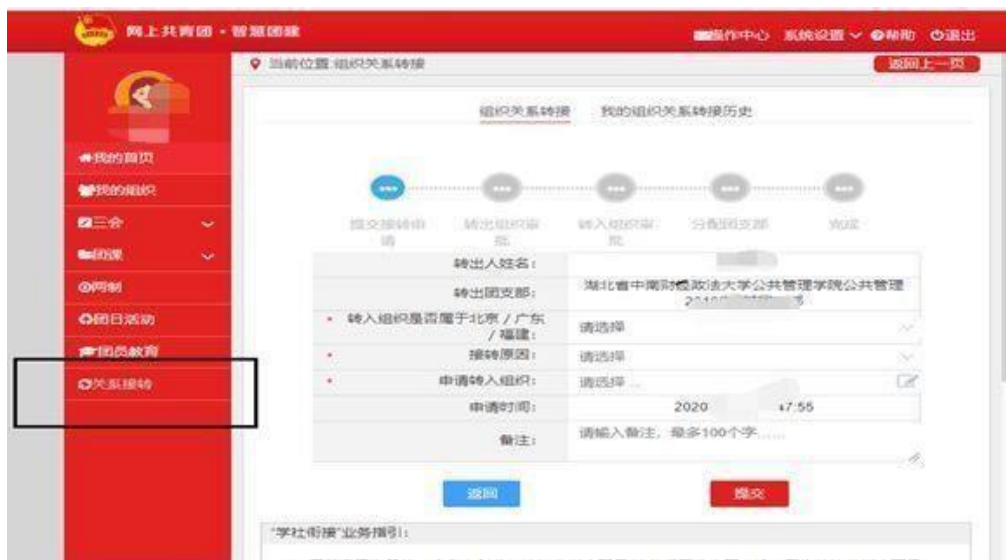 网上共青团·智慧团建
操作中心 系统设置 帮助 退出
当前位置:组织关系转接
返回上一页
组织关系转接 我的组织关系转接历史
我的首页
我的组织
三会
团课
两制
团日活动
团员教育
关系接转
提交接转申请
转出组织审批
转入组织审批
分配团支部
完成
转出人姓名:
转出团支部: 湖北省中南财经政法大学公共管理学院公共管理
* 转入组织是否属于北京/广东
/福建: 请选择
* 接转原因: 请选择
* 申请转入组织: 请选择 ...
申请时间: 2020 47:55
备注: 请输入备注,最多100个字......
返回 提交
"学社衔接"业务指引: